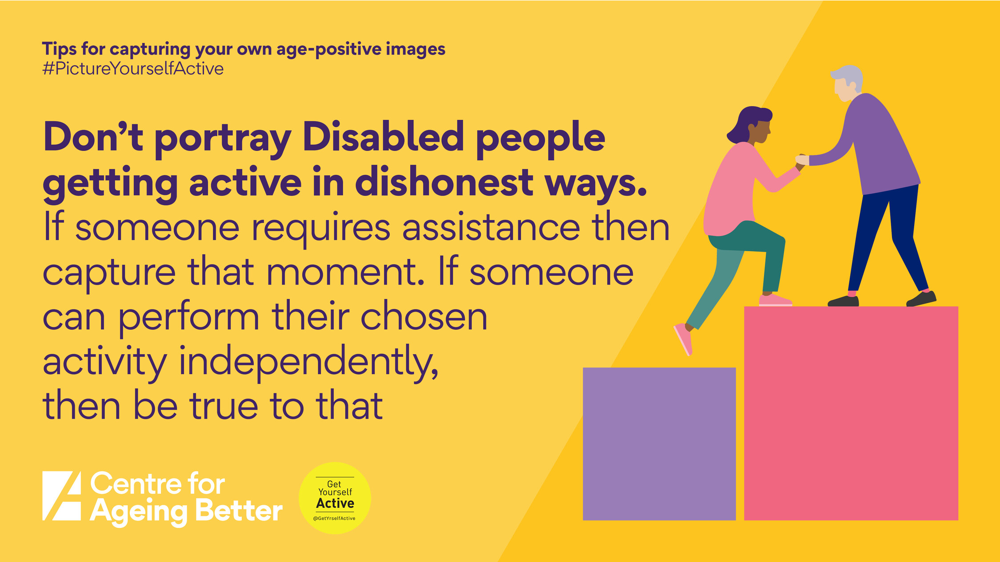 Tips for capturing your own age-positive images
#PictureYourselfActive
Don’t portray Disabled people
getting active in dishonest ways.
If someone requires assistance then
capture that moment. If someone
can perform their chosen
activity independently,
then be true to that
Centre for
Ageing Better
Get
Yourself
Active
@GetYrselfActive